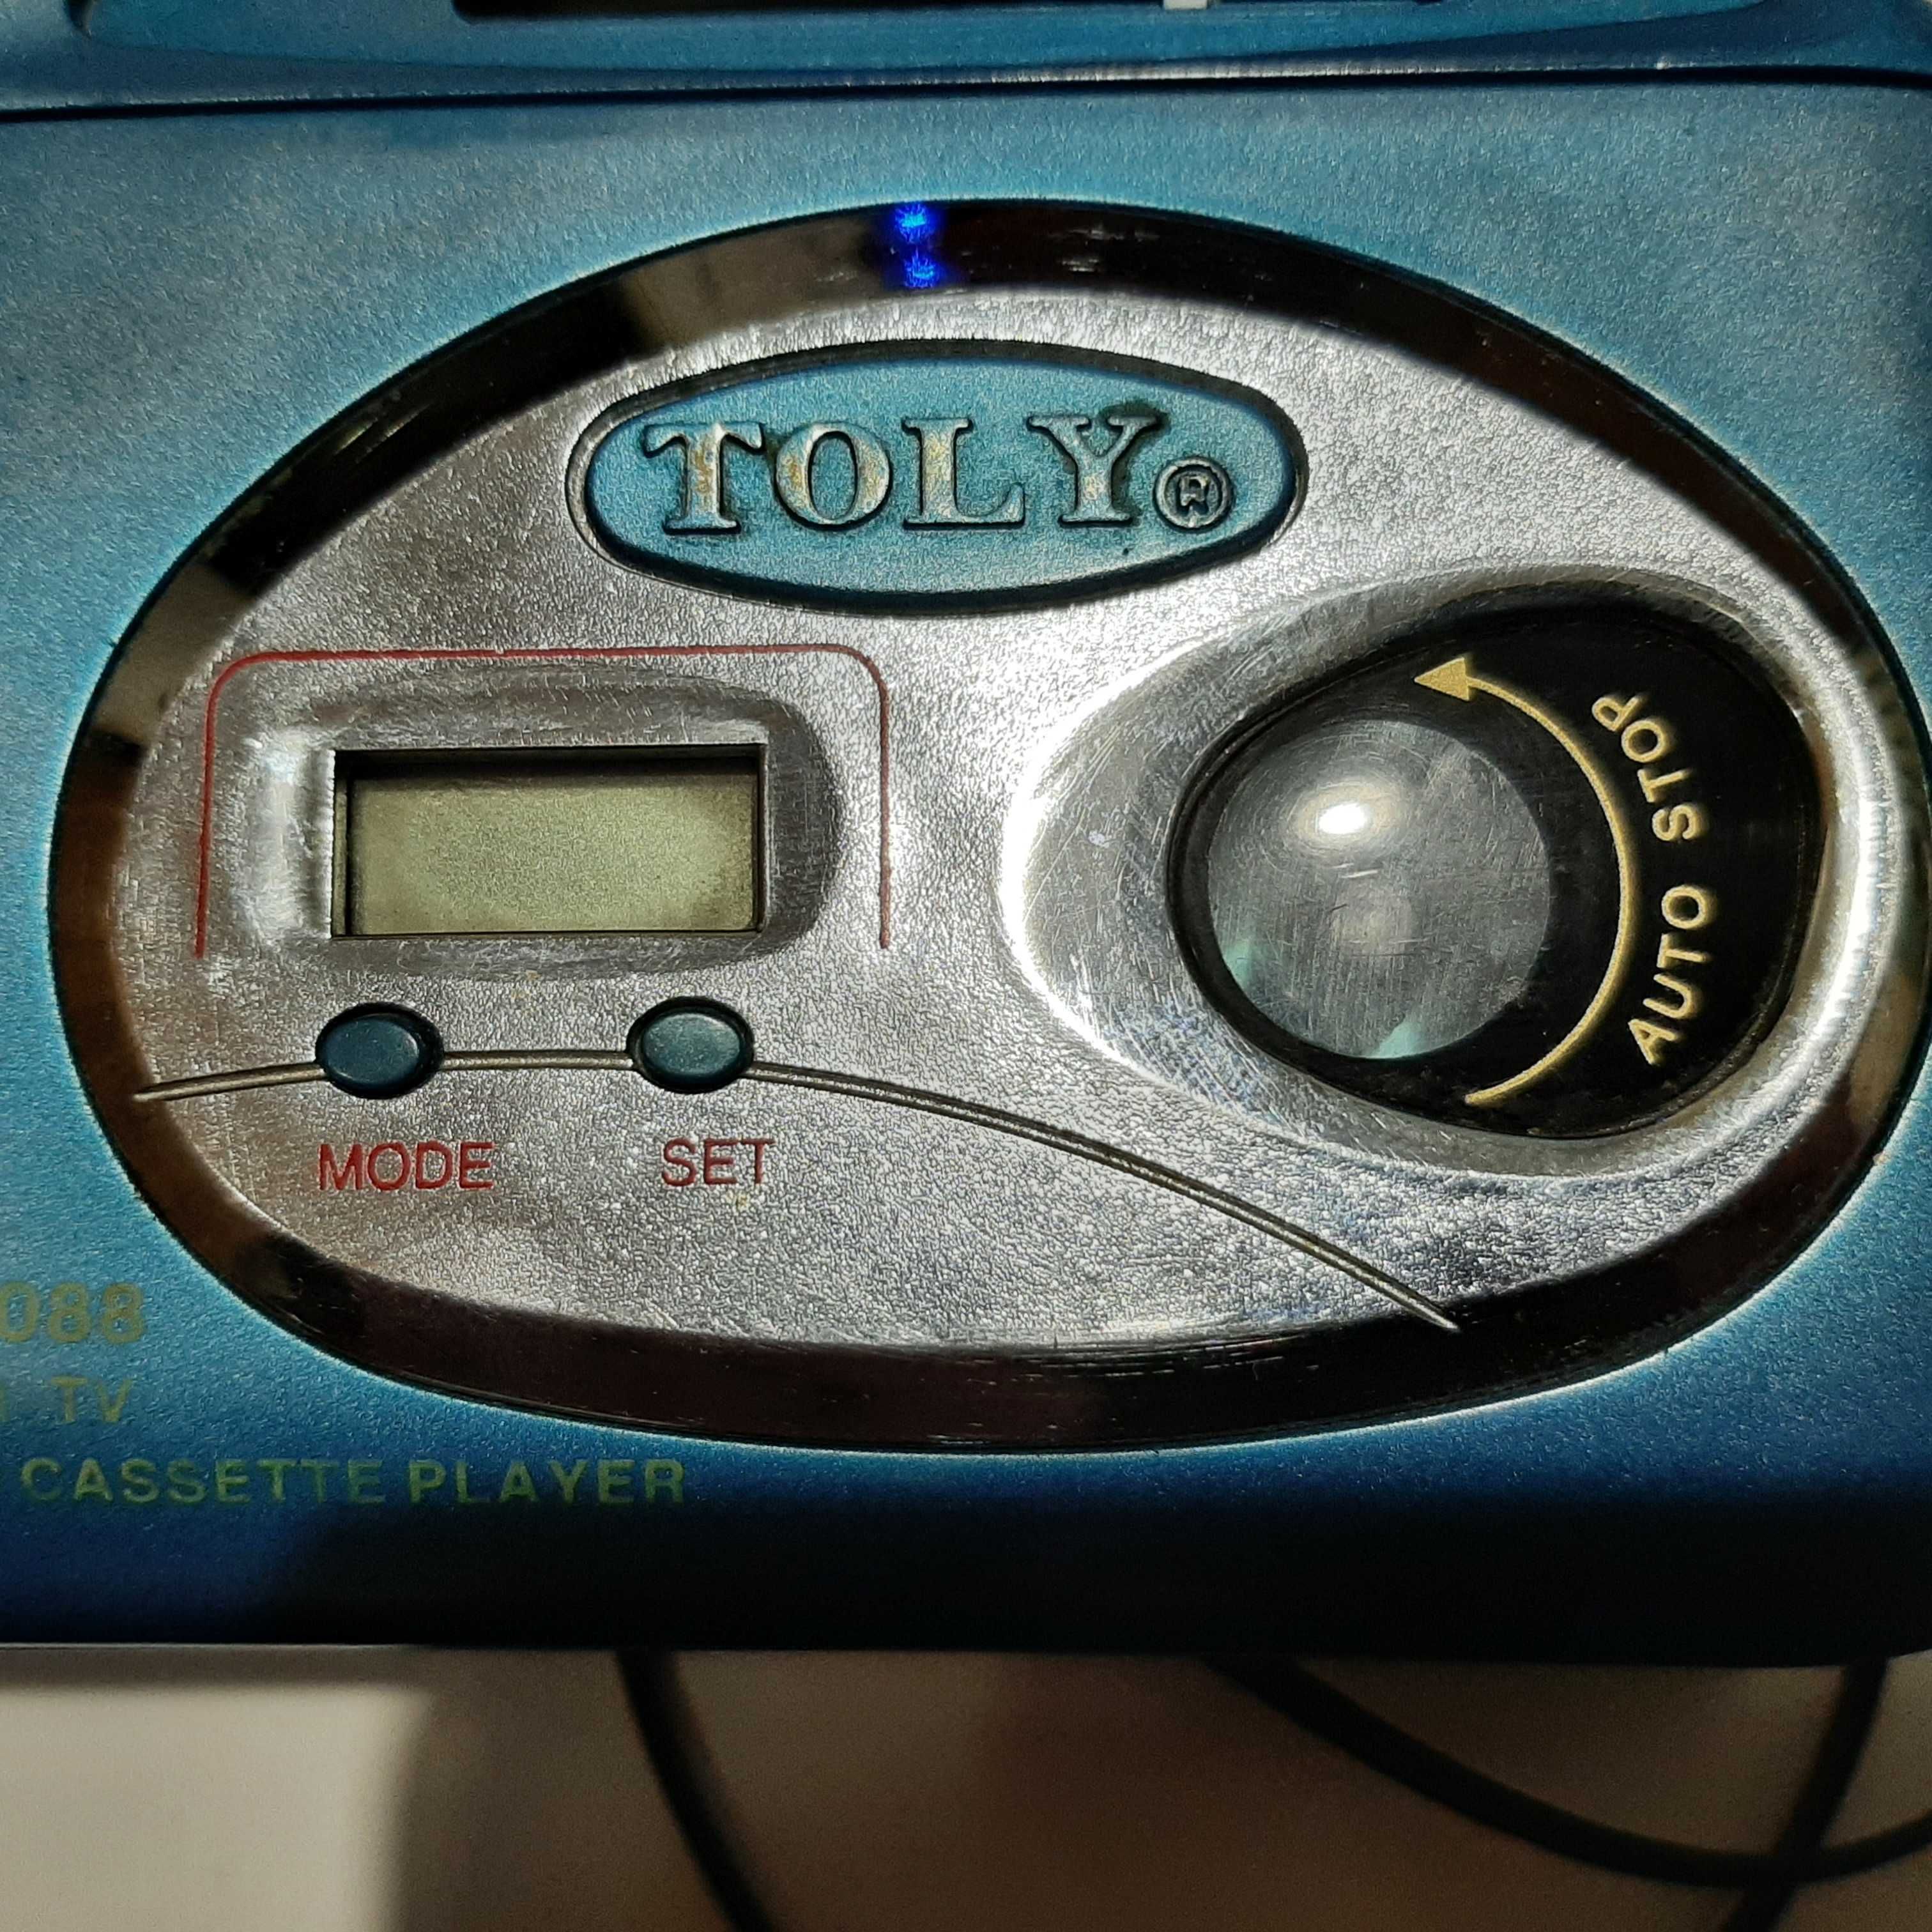 TOLY®
AUTO STOP
MODE SET
088
TV
CASSETTE PLAYER